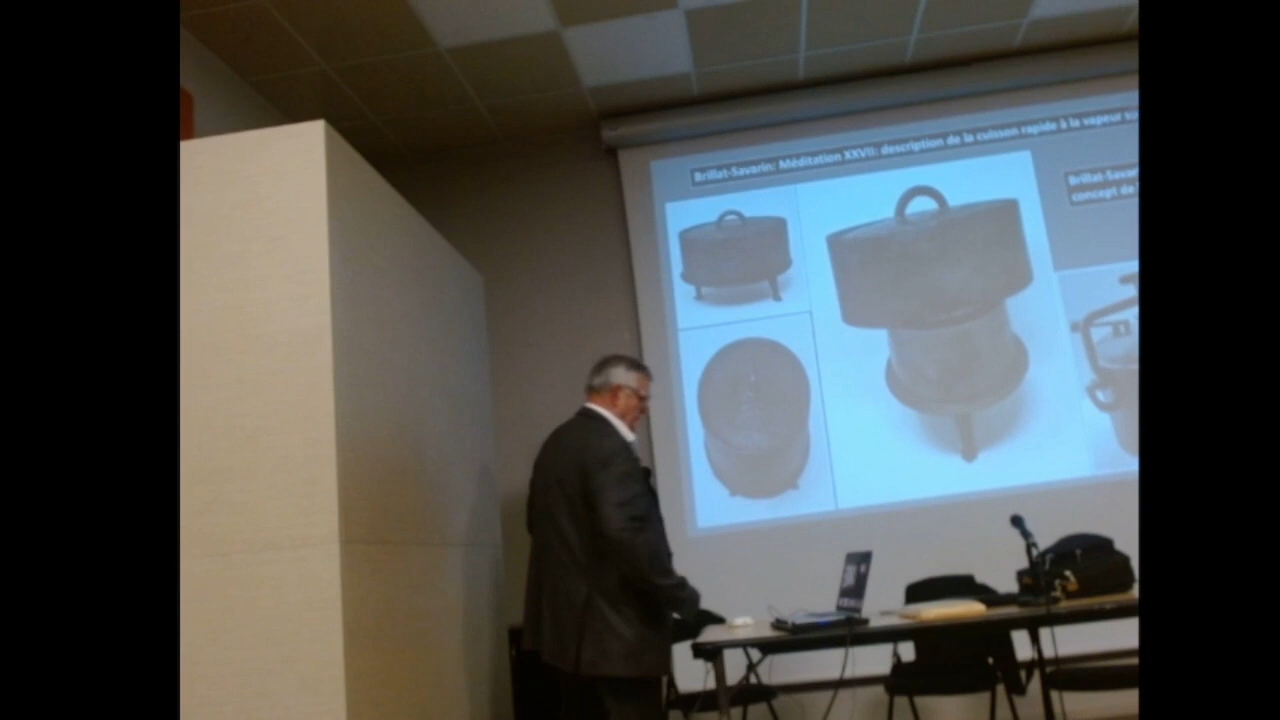 Brillat-Savarin: Méditation XXVII: description de la cuisson rapide à la vapeur
Brillat-Savar
concept de